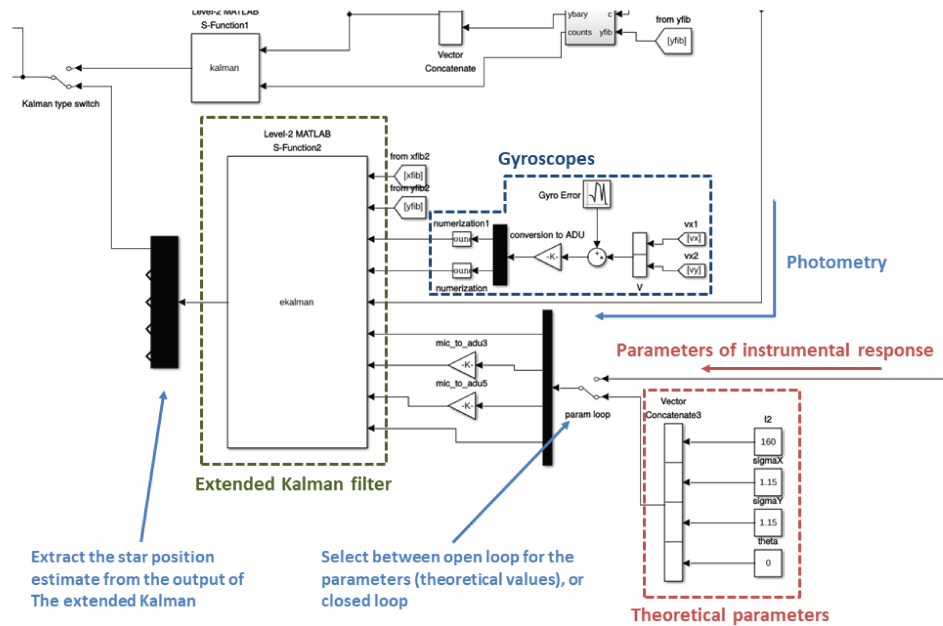 Level-2 MATLAB
S-Function1
kalman
Vector
Concatenate
ybary
c
counts
yfib
from yfib
[yfib]
Kalman type switch
Level-2 MATLAB
S-Function2
ekalman
from xfib2
[xfib]
from yfib2
[yfib]
Gyroscopes
Gyro Error
numerization1
oun
conversion to ADU
-K-
vx1
[vx]
vx2
[vy]
V
oun
numerization
Photometry
mic_to_adu3
-K-
mic_to_adu5
-K-
param loop
Parameters of instrumental response
Vector
Concatenate3
I2
160
sigmaX
1.15
sigmaY
1.15
theta
0
Extended Kalman filter
Extract the star position
estimate from the output of
The extended Kalman
Select between open loop for the
parameters (theoretical values), or
closed loop
Theoretical parameters